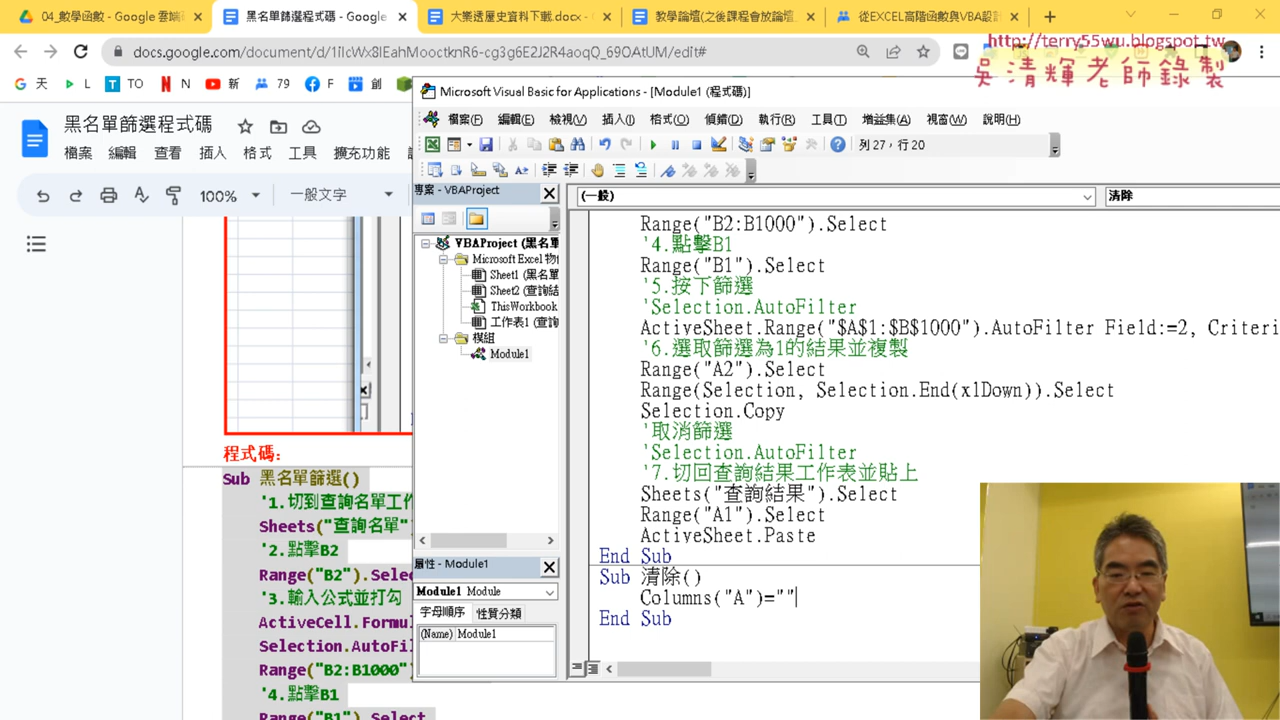 04_數學函數 - Google 雲端
黑名單篩選程式碼 - Google
大樂透歷史資料下載.docx -
教學論壇(之後課程會放論壇
從EXCEL高階函數與VBA設
http://terry55wu.blogspot.tw
吳清輝老師錄製
docs.google.com/document/d/
/edit#
天
L
TO
N
新
79
F
創
黑名單篩選程式碼
檔案 編輯 查看 插入 格式 工具 擴充功能
100% 一般文字
Microsoft Visual Basic for Applications - [Module1 (程式碼)]
檔案(F) 編輯(E) 檢視(V) 插入(I) 格式(O) 偵錯(D) 執行(R) 工具(T) 增益集(A) 視窗(W) 說明(H)
列 27，行 20
專案 - VBAProject
VBAProject (黑名單
Microsoft Excel 物件
Sheet1 (黑名單
Sheet2 (查詢結
ThisWorkbook
工作表1 (查詢
模組
Module1
屬性 - Module1
Module1 Module
字母順序 性質分類
(Name) Module1
(一般)
清除
Range("B2:B1000").Select
'4.點擊B1
Range("B1").Select
'5.按下篩選
'Selection.AutoFilter
ActiveSheet.Range("$A$1:$B$1000").AutoFilter Field:=2, Criteri
'6.選取篩選為1的結果並複製
Range("A2").Select
Range(Selection, Selection.End(xlDown)).Select
Selection.Copy
'取消篩選
'Selection.AutoFilter
'7.切回查詢結果工作表並貼上
Sheets("查詢結果").Select
Range("A1").Select
ActiveSheet.Paste
End Sub
Sub 清除()
Columns("A")=""
End Sub
程式碼:
Sub 黑名單篩選()
'1.切到查詢名單工作
Sheets("查詢名單"
'2.點擊B2
Range("B2").Selec
'3.輸入公式並打勾
ActiveCell.Formul
Selection.AutoFil
Range("B2:B1000")
'4.點擊B1
Range("B1").Select